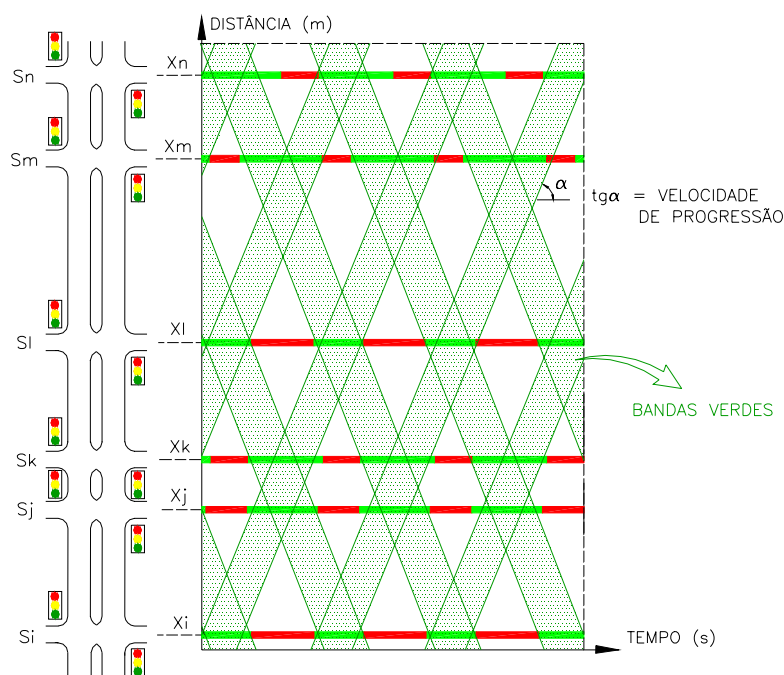 DISTÂNCIA (m)
Xn
Sn
Xm
Sm
α
tgα = VELOCIDADE
DE PROGRESSÃO
Xl
Sl
BANDAS VERDES
Xk
Sk
Xj
Sj
Xi
Si
TEMPO (s)